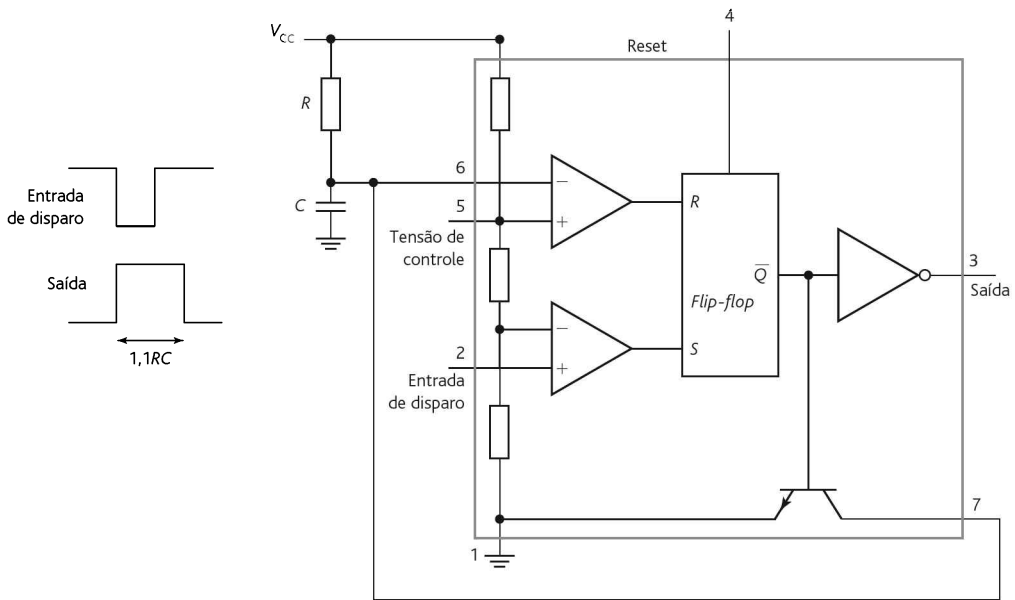 4
V_CC
Reset
R
6
Entrada
de disparo
C
5
Tensão de
controle
Saída
1,1RC
2
Entrada
de disparo
−
+
−
+
R
S
Q̅
Flip-flop
3
Saída
7
1